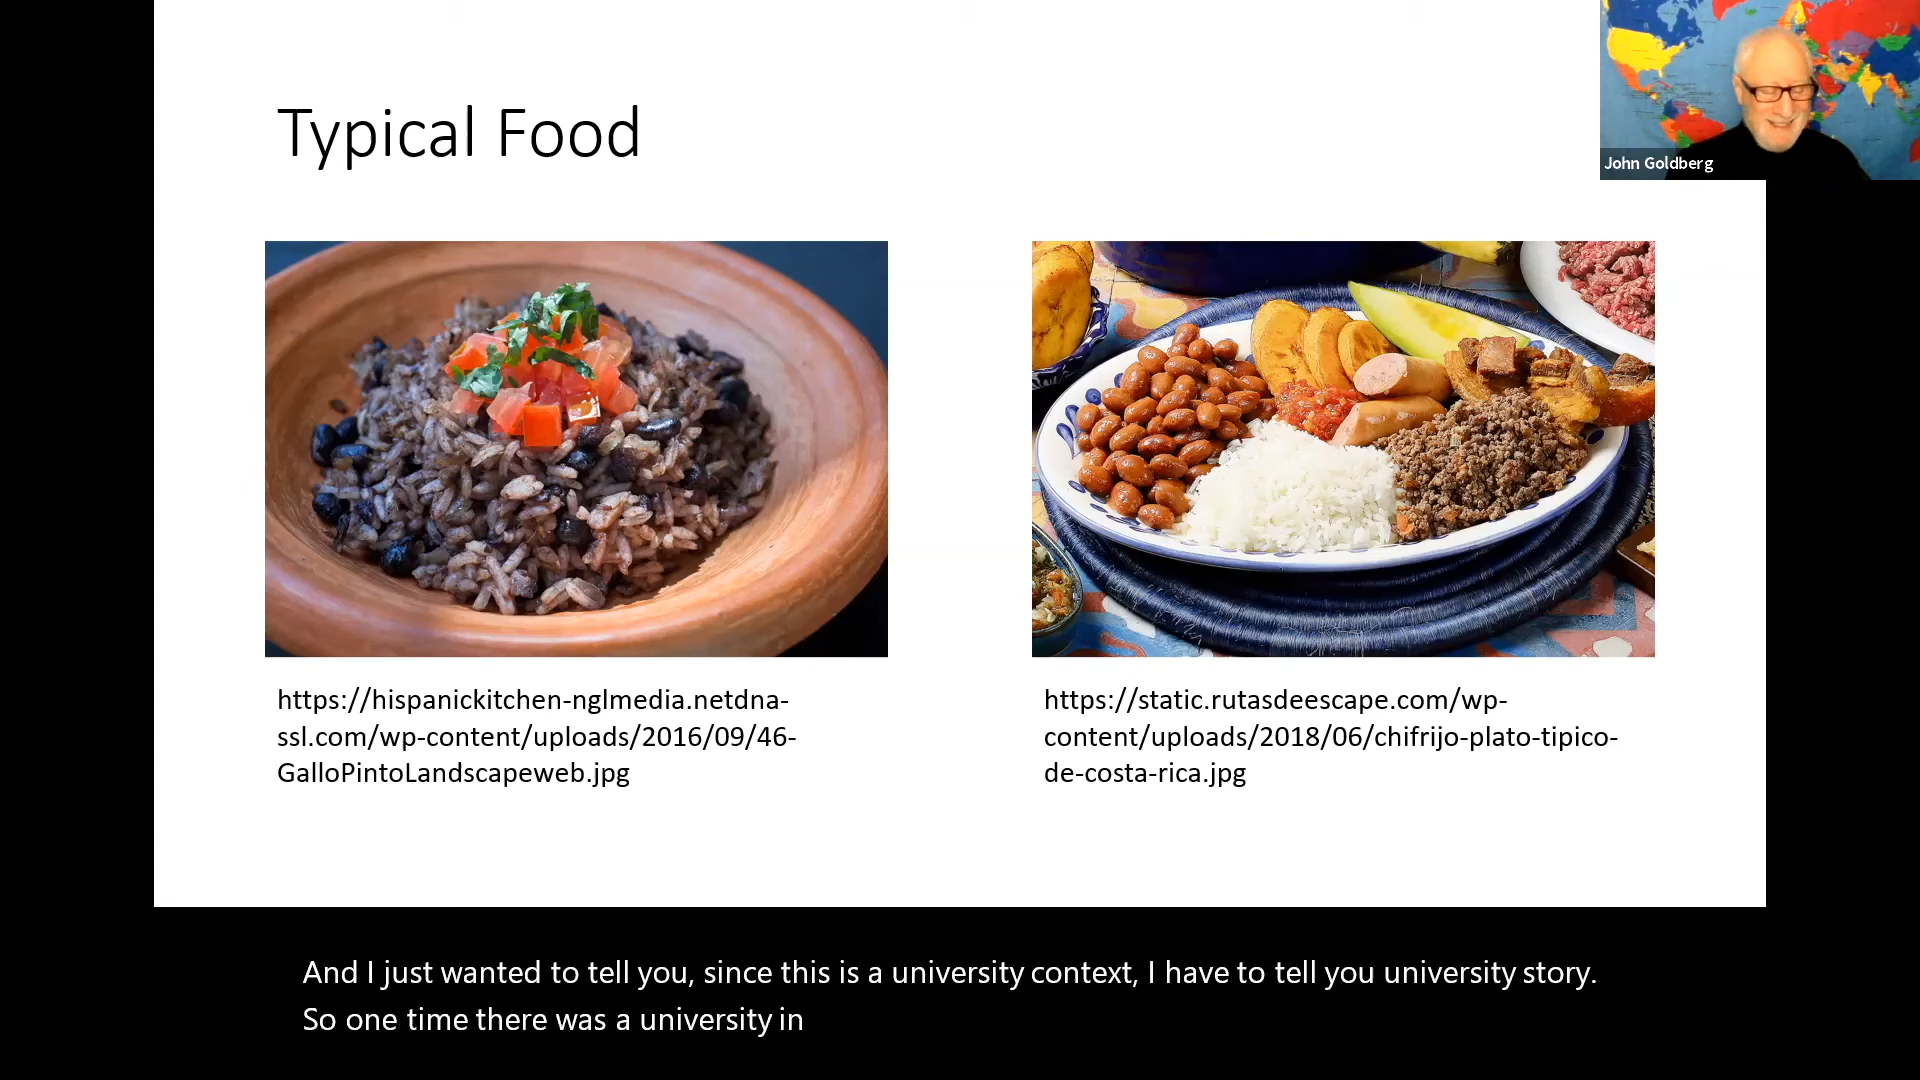 Typical Food
John Goldberg
https://hispanickitchen-nglmedia.netdna-
ssl.com/wp-content/uploads/2016/09/46-
GalloPintoLandscapeweb.jpg
https://static.rutasdeescape.com/wp-
content/uploads/2018/06/chifrijo-plato-tipico-
de-costa-rica.jpg
And I just wanted to tell you, since this is a university context, I have to tell you university story.
So one time there was a university in